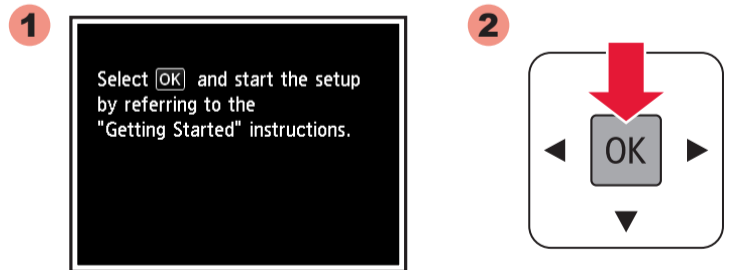 1
Select OK and start the setup
by referring to the
"Getting Started" instructions.
2
OK